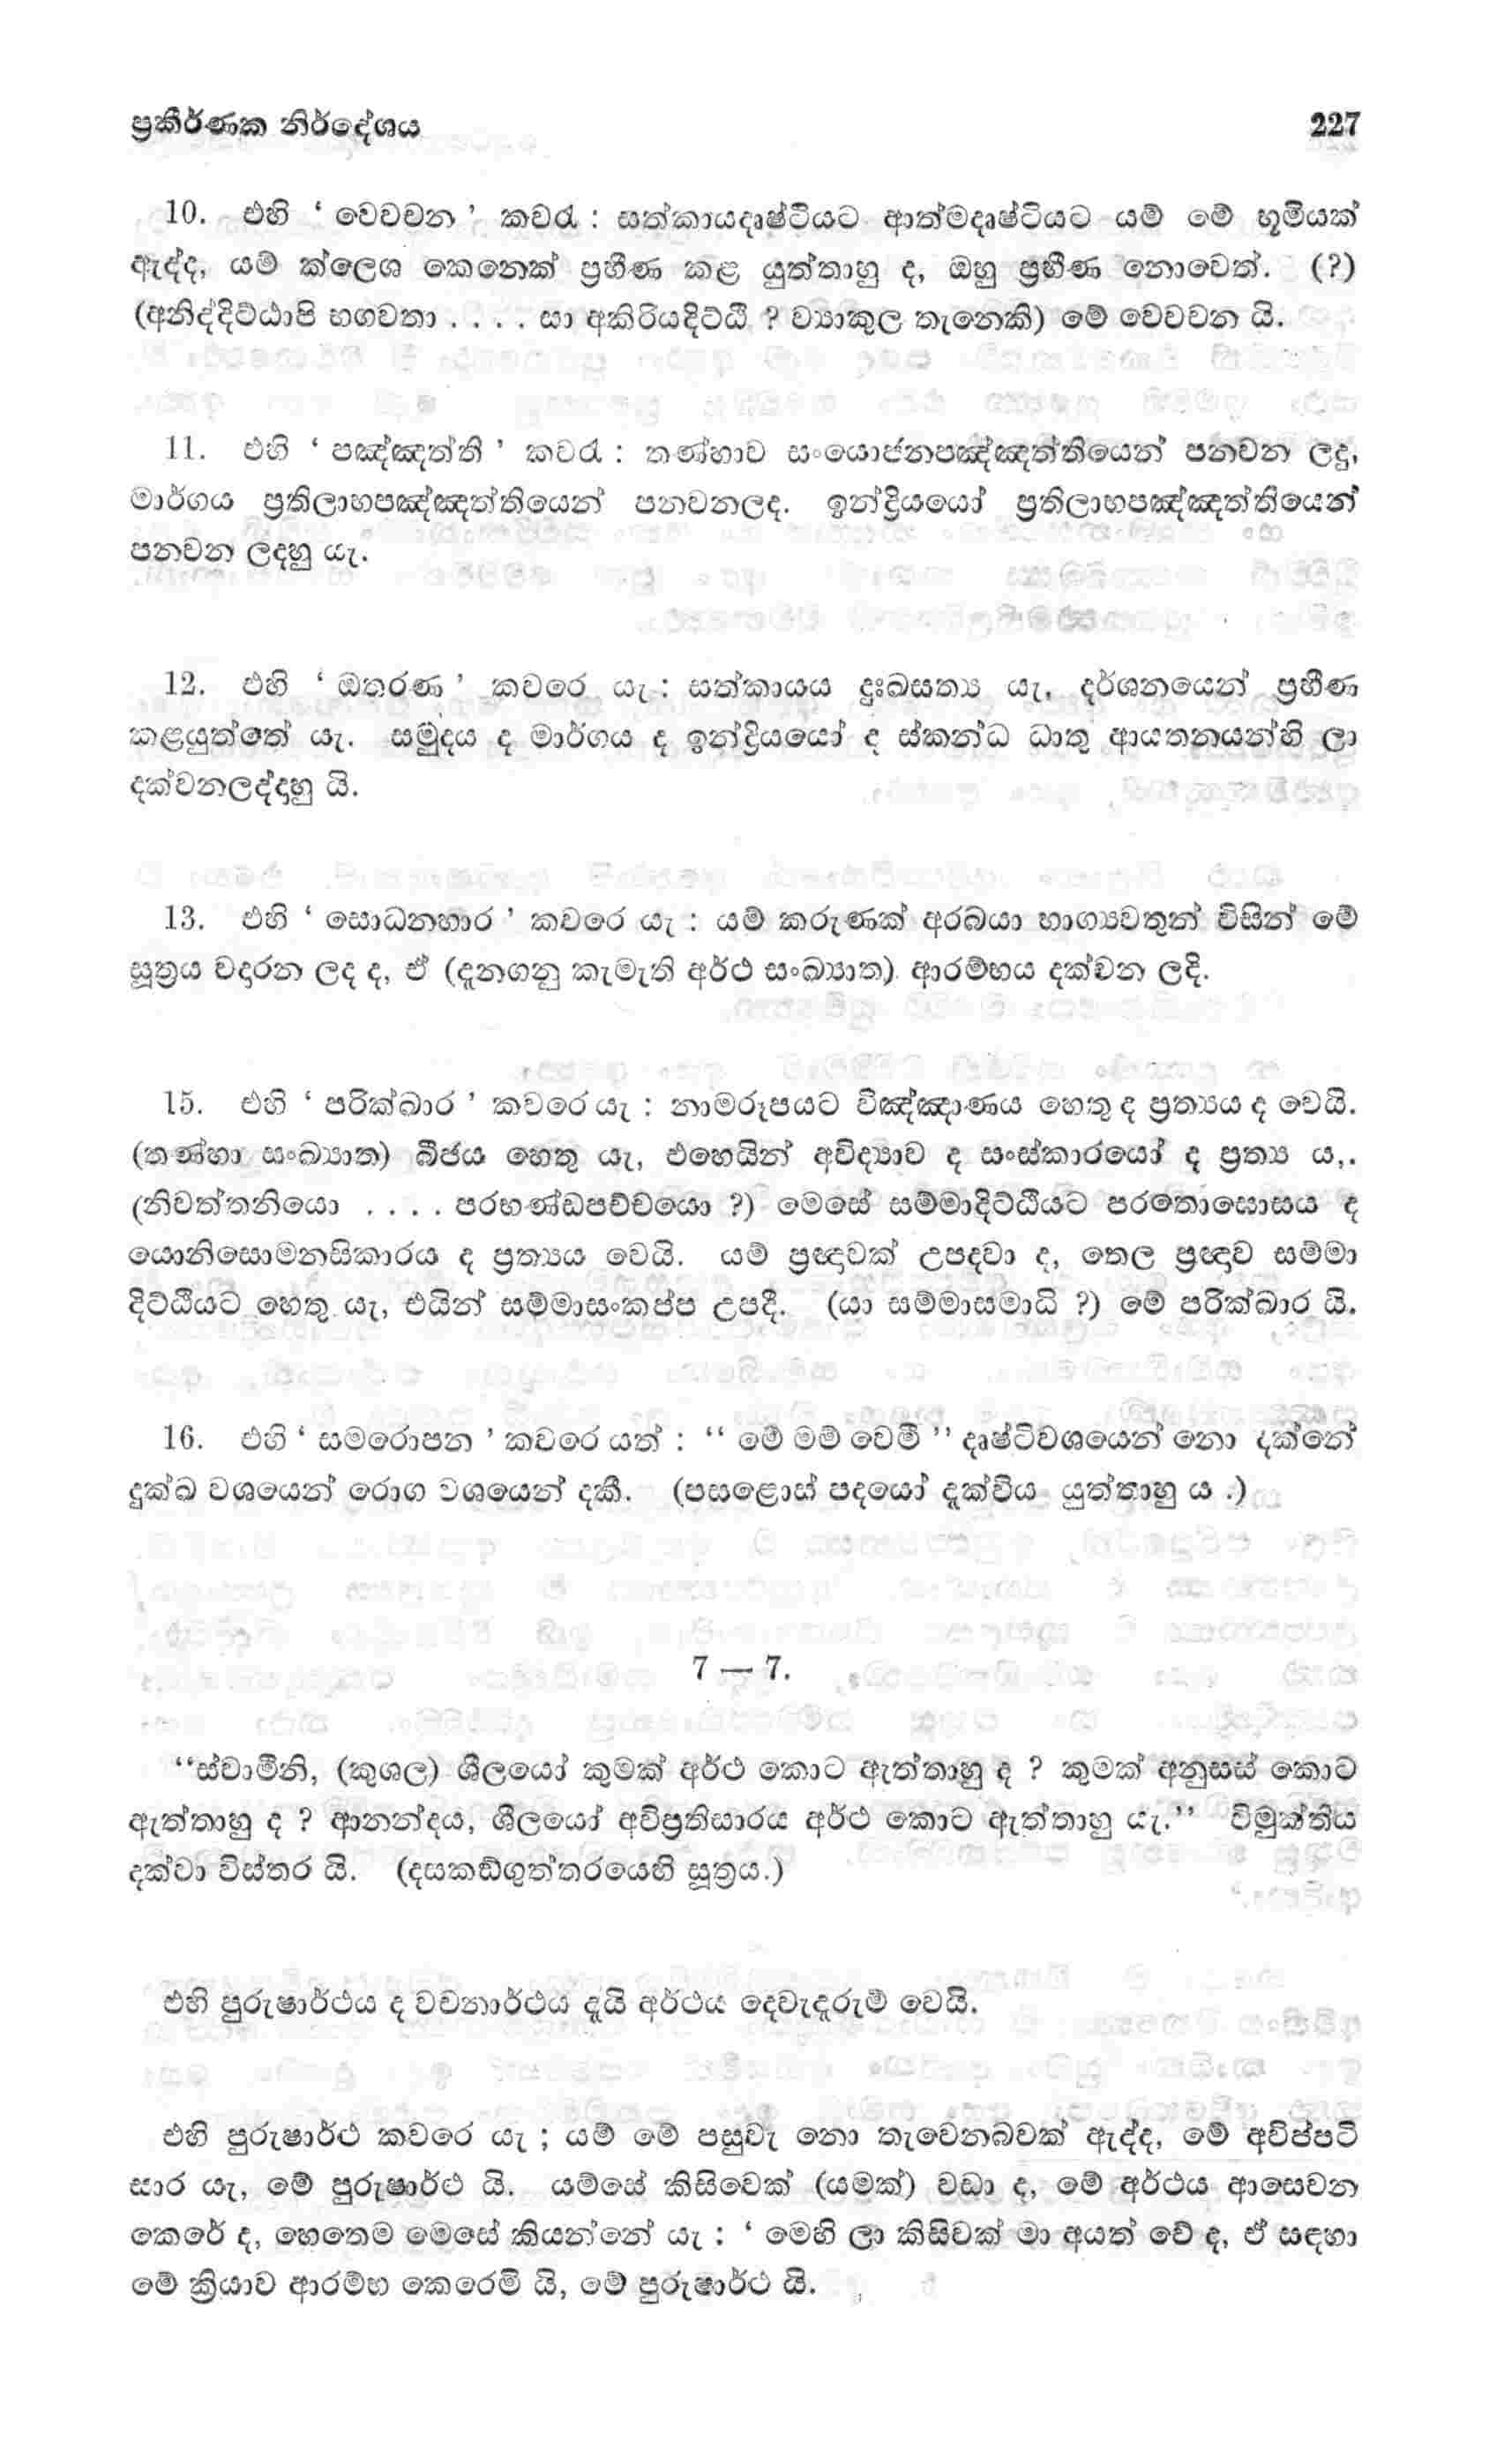 ප්‍රකීර්ණක නිර්දේශය 227
10. එහි ‘ වෙවචන ’ කවරැ : සත්කායදෘෂ්ටියට ආත්මදෘෂ්ටියට යම් මේ භූමියක්
ඇද්ද, යම් ක්ලෙශ කෙනෙක් ප්‍රහීණ කළ යුත්තාහු ද, ඔහු ප්‍රහීණ නොවෙත්. (?)
(අනිද්දිට්ඨාපි භගවතා . . . . සා අකිරියදිට්ඨි ? ව්‍යාකුල තැනෙකි) මේ වෙවචන යි.
11. එහි ‘ පඤ්ඤත්ති ’ කවරැ : තණ්හාව සංයොජනපඤ්ඤත්තියෙන් පනවන ලදු,
මාර්ගය ප්‍රතිලාභපඤ්ඤත්තියෙන් පනවනලද. ඉන්ද්‍රියයෝ ප්‍රතිලාභපඤ්ඤත්තියෙන්
පනවන ලදහු යැ.
12. එහි ‘ ඔතරණ ’ කවරෙ යැ : සත්කායය දුඃඛසත්‍ය යැ, දර්ශනයෙන් ප්‍රහීණ
කළයුත්තේ යැ. සමුදය ද මාර්ගය ද ඉන්ද්‍රියයෝ ද ස්කන්ධ ධාතු ආයතනයන්හි ලා
දක්වනලද්දාහු යි.
13. එහි ‘ සොධනහාර ’ කවරෙ යැ : යම් කරුණක් අරබයා භාග්‍යවතුන් විසින් මේ
සූත්‍රය වදාරන ලද ද, ඒ (දැනගනු කැමැති අර්ථ සංඛ්‍යාත) ආරම්භය දක්වන ලදි.
15. එහි ‘ පරික්ඛාර ’ කවරෙ යැ : නාමරූපයට විඤ්ඤාණය හෙතු ද ප්‍රත්‍යය ද වෙයි.
(තණ්හා සංඛ්‍යාත) බීජය හෙතු යැ, එහෙයින් අවිද්‍යාව ද සංස්කාරයෝ ද ප්‍රත්‍ය ය,.
(නිවත්තනියො . . . . පරභණ්ඩපච්චයො ?) මෙසේ සම්මාදිට්ඨියට පරතොඝොසය ද
යොනිසොමනසිකාරය ද ප්‍රත්‍යය වෙයි. යම් ප්‍රඥාවක් උපදවා ද, තෙල ප්‍රඥාව සම්මා
දිට්ඨියට හෙතු යැ, එයින් සම්මාසංකප්ප උපදී. (යා සම්මාසමාධි ?) මේ පරික්ඛාර යි.
16. එහි ‘ සමරොපන ’ කවරෙ යත් : “ මේ මම් වෙමි ” දෘෂ්ටිවශයෙන් නො දක්නේ
දුක්ඛ වශයෙන් රොග වශයෙන් දකී. (පසළොස් පදයෝ දැක්විය යුත්තාහු ය .)
7 — 7.
“ස්වාමීනි, (කුශල) ශීලයෝ කුමක් අර්ථ කොට ඇත්තාහු ද ? කුමක් අනුසස් කොට
ඇත්තාහු ද ? ආනන්දය, ශීලයෝ අවිප්‍රතිසාරය අර්ථ කොට ඇත්තාහු යැ.” විමුක්තිය
දක්වා විස්තර යි. (දසකඞ්ගුත්තරයෙහි සූත්‍රය.)
එහි පුරුෂාර්ථය ද වචනාර්ථය දැයි අර්ථය දෙවැදෑරුම් වෙයි.
එහි පුරුෂාර්ථ කවරෙ යැ ; යම් මේ පසුවැ නො තැවෙනබවක් ඇද්ද, මේ අවිප්පටි
සාර යැ, මේ පුරුෂාර්ථ යි. යම්සේ කිසිවෙක් (යමක්) වඩා ද, මේ අර්ථය ආසෙවන
කෙරේ ද, හෙතෙම මෙසේ කියන්නේ යැ : ‘ මෙහි ලා කිසිවක් මා අයත් වේ ද, ඒ සඳහා
මේ ක්‍රියාව ආරම්භ කෙරෙමි යි, මේ පුරුෂාර්ථ යි.